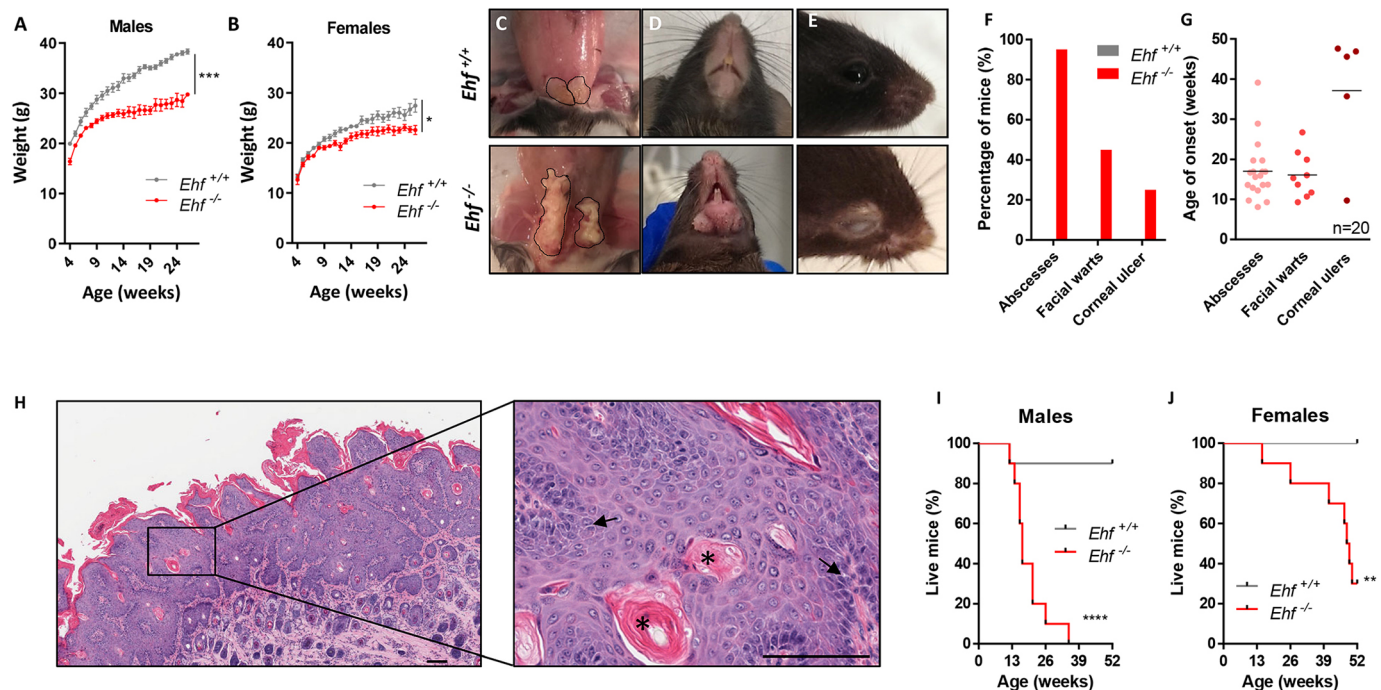 A
Males
Weight (g)
40
30
20
10
0
***
Ehf +/+
Ehf -/-
4
9
14
19
24
Age (weeks)
B
Females
Weight (g)
40
30
20
10
0
*
Ehf +/+
Ehf -/-
4
9
14
19
24
Age (weeks)
C
D
E
Ehf +/+
Ehf -/-
F
Percentage of mice (%)
100
80
60
40
20
0
Ehf +/+
Ehf -/-
Abscesses
Facial warts
Corneal ulcer
G
Age of onset (weeks)
50
40
30
20
10
0
n=20
Abscesses
Facial warts
Corneal ulers
H
*
*
I
Males
Live mice (%)
100
80
60
40
20
0
Ehf +/+
Ehf -/-
****
0 13 26 39 52
Age (weeks)
J
Females
Live mice (%)
100
80
60
40
20
0
Ehf +/+
Ehf -/-
**
0 13 26 39 52
Age (weeks)